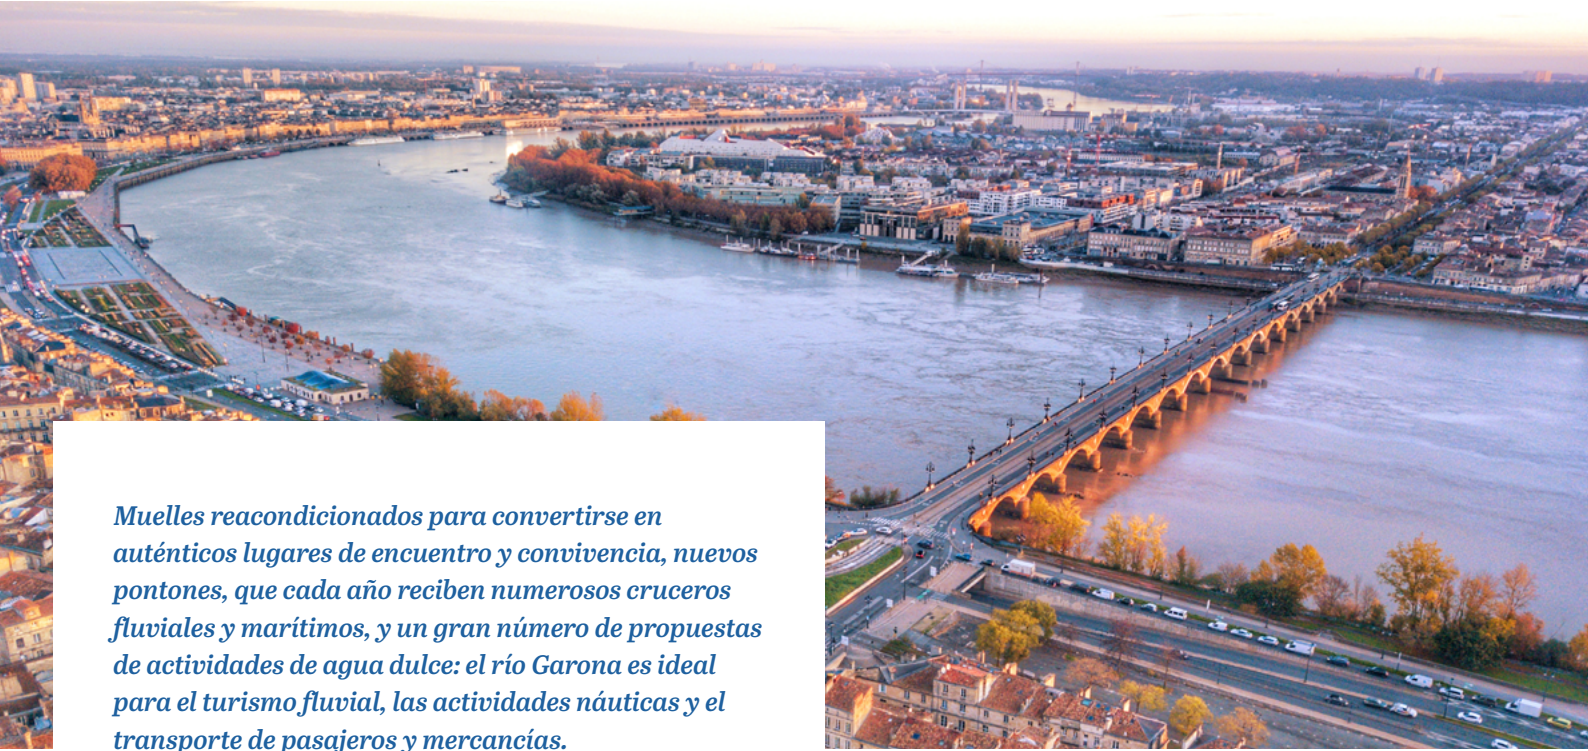 Muelles reacondicionados para convertirse en
auténticos lugares de encuentro y convivencia, nuevos
pontones, que cada año reciben numerosos cruceros
fluviales y marítimos, y un gran número de propuestas
de actividades de agua dulce: el río Garona es ideal
para el turismo fluvial, las actividades náuticas y el
transporte de pasajeros y mercancías.